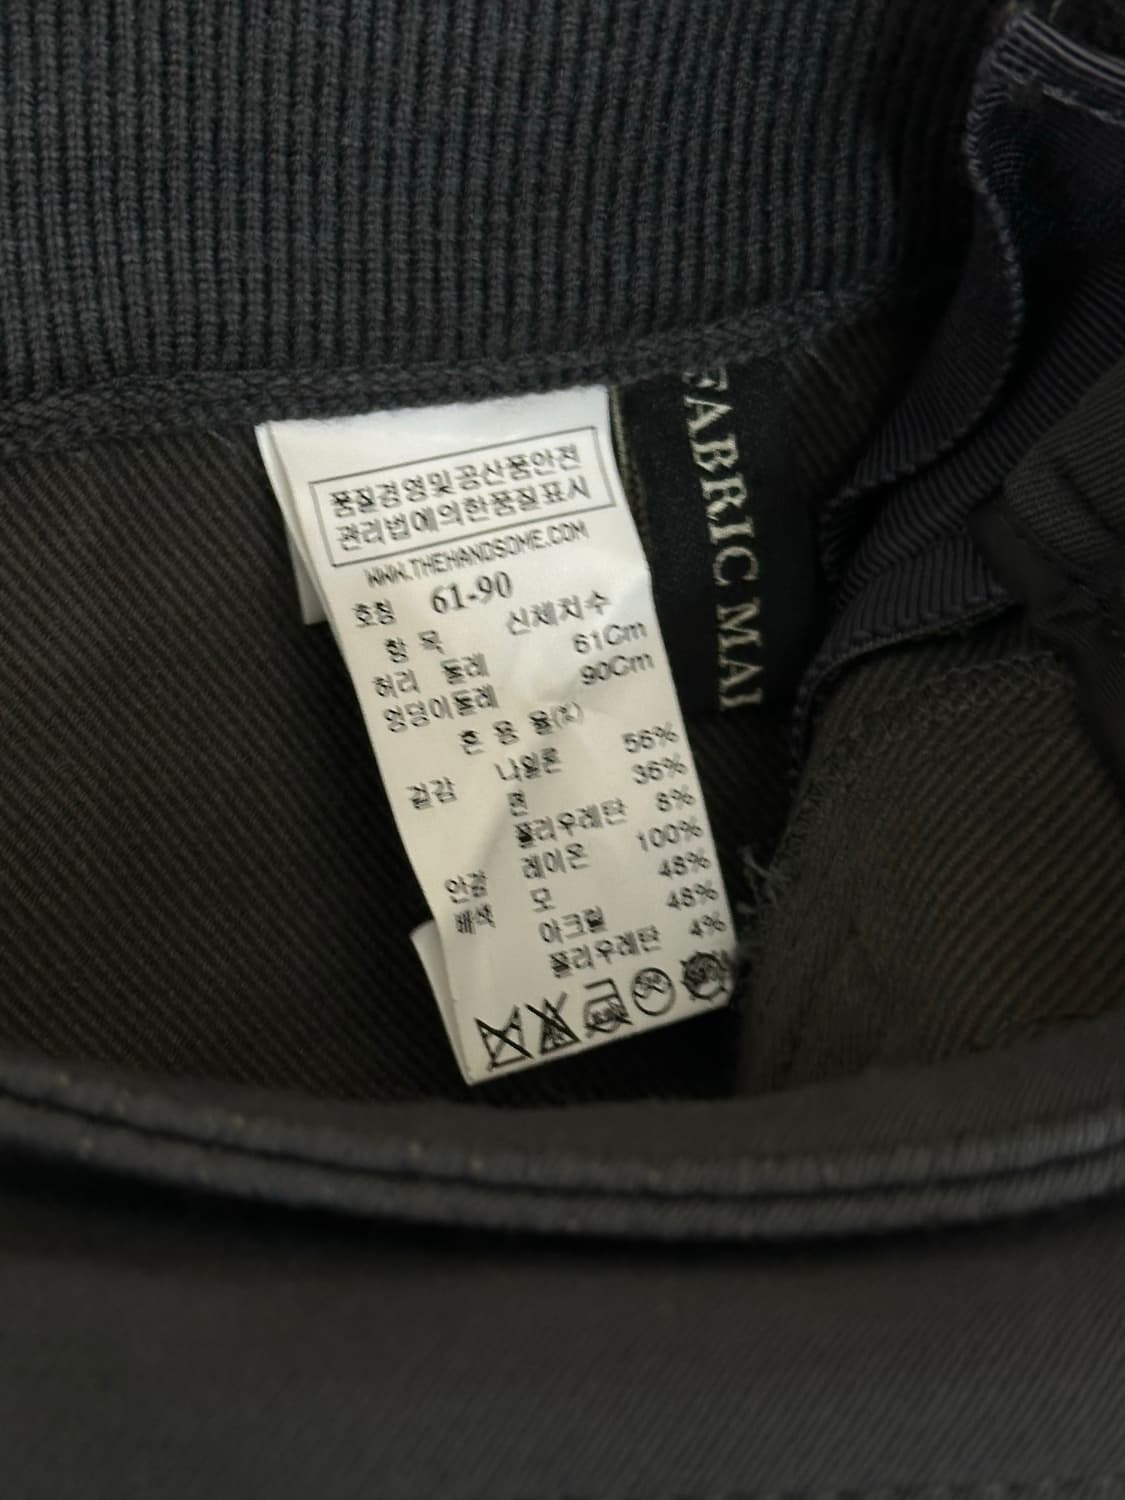 품질경영및공산품안전
관리법에의한품질표시
WWW.THEHANDSOME.COM
호칭 61-90
항 목 신체치수
허리 둘레 61Cm
엉덩이둘레 90Cm
혼 용 율(%)
겉감 나일론 56%
면 36%
폴리우레탄 8%
안감 레이온 100%
배색 모 48%
아크릴 48%
폴리우레탄 4%
FABRIC MAI